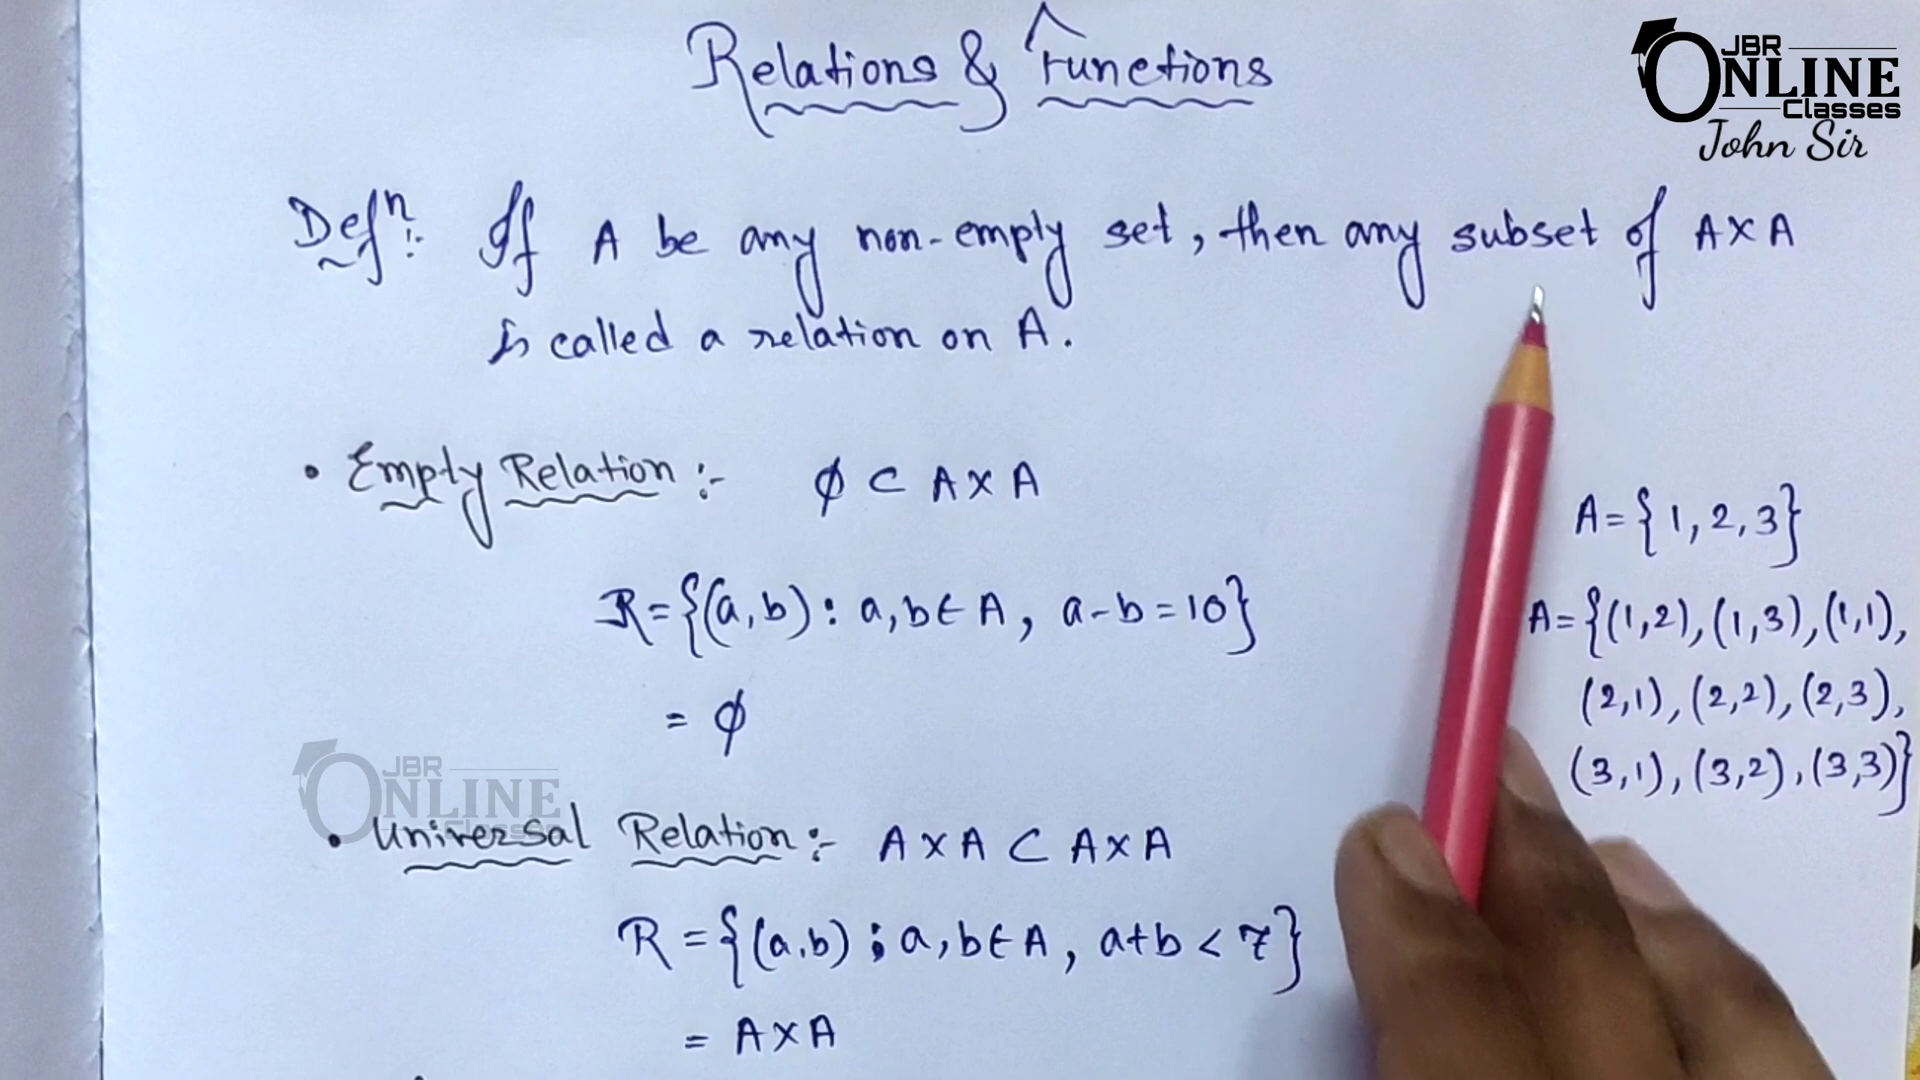 Relations & Functions
JBR
ONLINE
Classes
John Sir
Defⁿ:- If A be any non-empty set, then any subset of A×A
is called a relation on A.
• Empty Relation :- ϕ ⊂ A×A
R={(a,b) : a,b∈A, a-b=10}
= ϕ
A={1,2,3}
A={(1,2),(1,3),(1,1),
(2,1),(2,2),(2,3),
(3,1),(3,2),(3,3)}
JBR
ONLINE
Classes
• Universal Relation :- A×A ⊂ A×A
R={(a,b) : a,b∈A, a+b<7}
= A×A